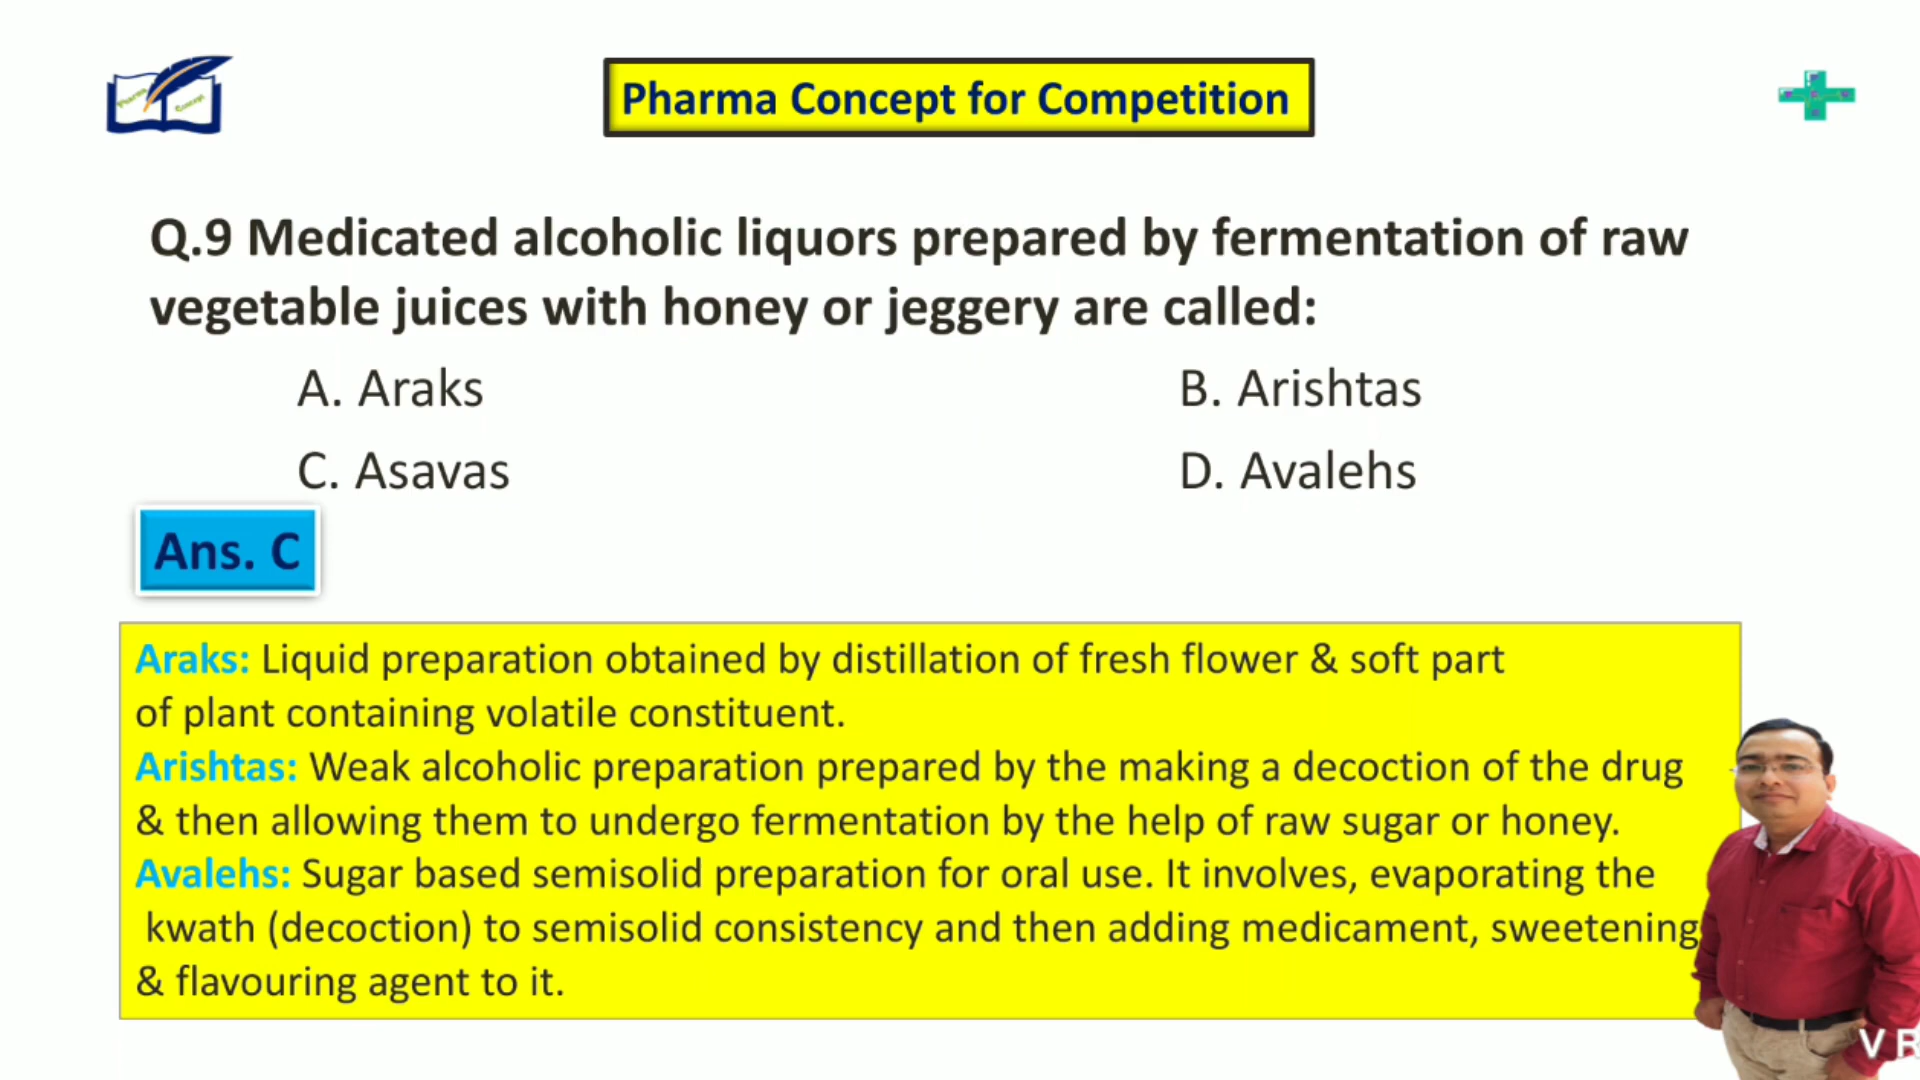 Pharma
Concept
Pharma Concept for Competition
Q.9 Medicated alcoholic liquors prepared by fermentation of raw
vegetable juices with honey or jeggery are called:
A. Araks
B. Arishtas
C. Asavas
D. Avalehs
Ans. C
Araks: Liquid preparation obtained by distillation of fresh flower & soft part
of plant containing volatile constituent.
Arishtas: Weak alcoholic preparation prepared by the making a decoction of the drug
& then allowing them to undergo fermentation by the help of raw sugar or honey.
Avalehs: Sugar based semisolid preparation for oral use. It involves, evaporating the
kwath (decoction) to semisolid consistency and then adding medicament, sweetening
& flavouring agent to it.
V R